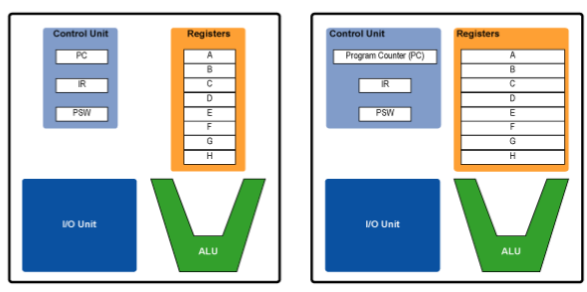 Control Unit
PC
IR
PSW
Registers
A
B
C
D
E
F
G
H
I/O Unit
ALU
Control Unit
Program Counter (PC)
IR
PSW
Registers
A
B
C
D
E
F
G
H
I/O Unit
ALU